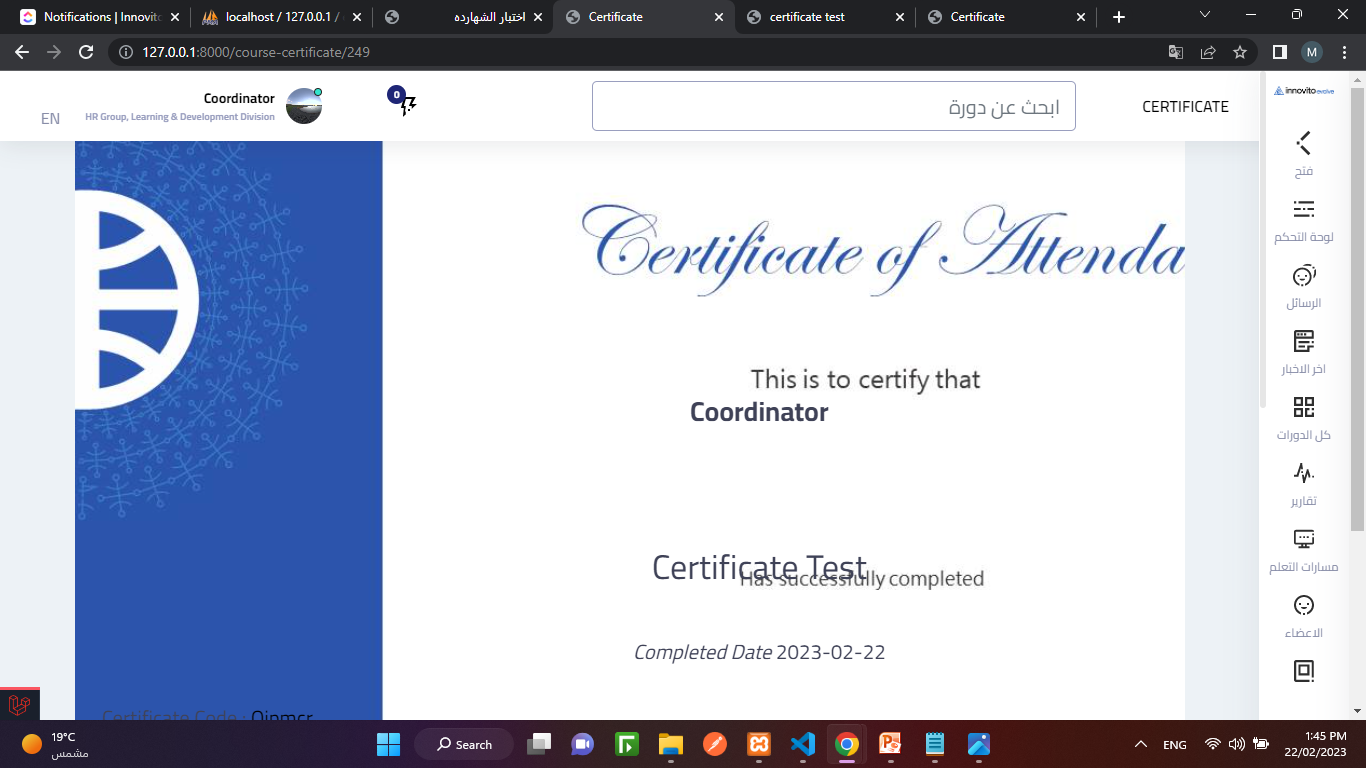 Notifications | Innovito
localhost / 127.0.0.1 /
اختبار الشهارده
Certificate
certificate test
Certificate
127.0.0.1:8000/course-certificate/249
M
EN
Coordinator
HR Group, Learning & Development Division
0
ابحث عن دورة
CERTIFICATE
innovito evolve
فتح
لوحة التحكم
الرسائل
اخر الاخبار
كل الدورات
تقارير
مسارات التعلم
الاعضاء
Certificate of Attenda
This is to certify that
Coordinator
Certificate Test
Has successfully completed
Completed Date 2023-02-22
Certificate Code :
19°C
مشمس
Search
ENG
1:45 PM
22/02/2023